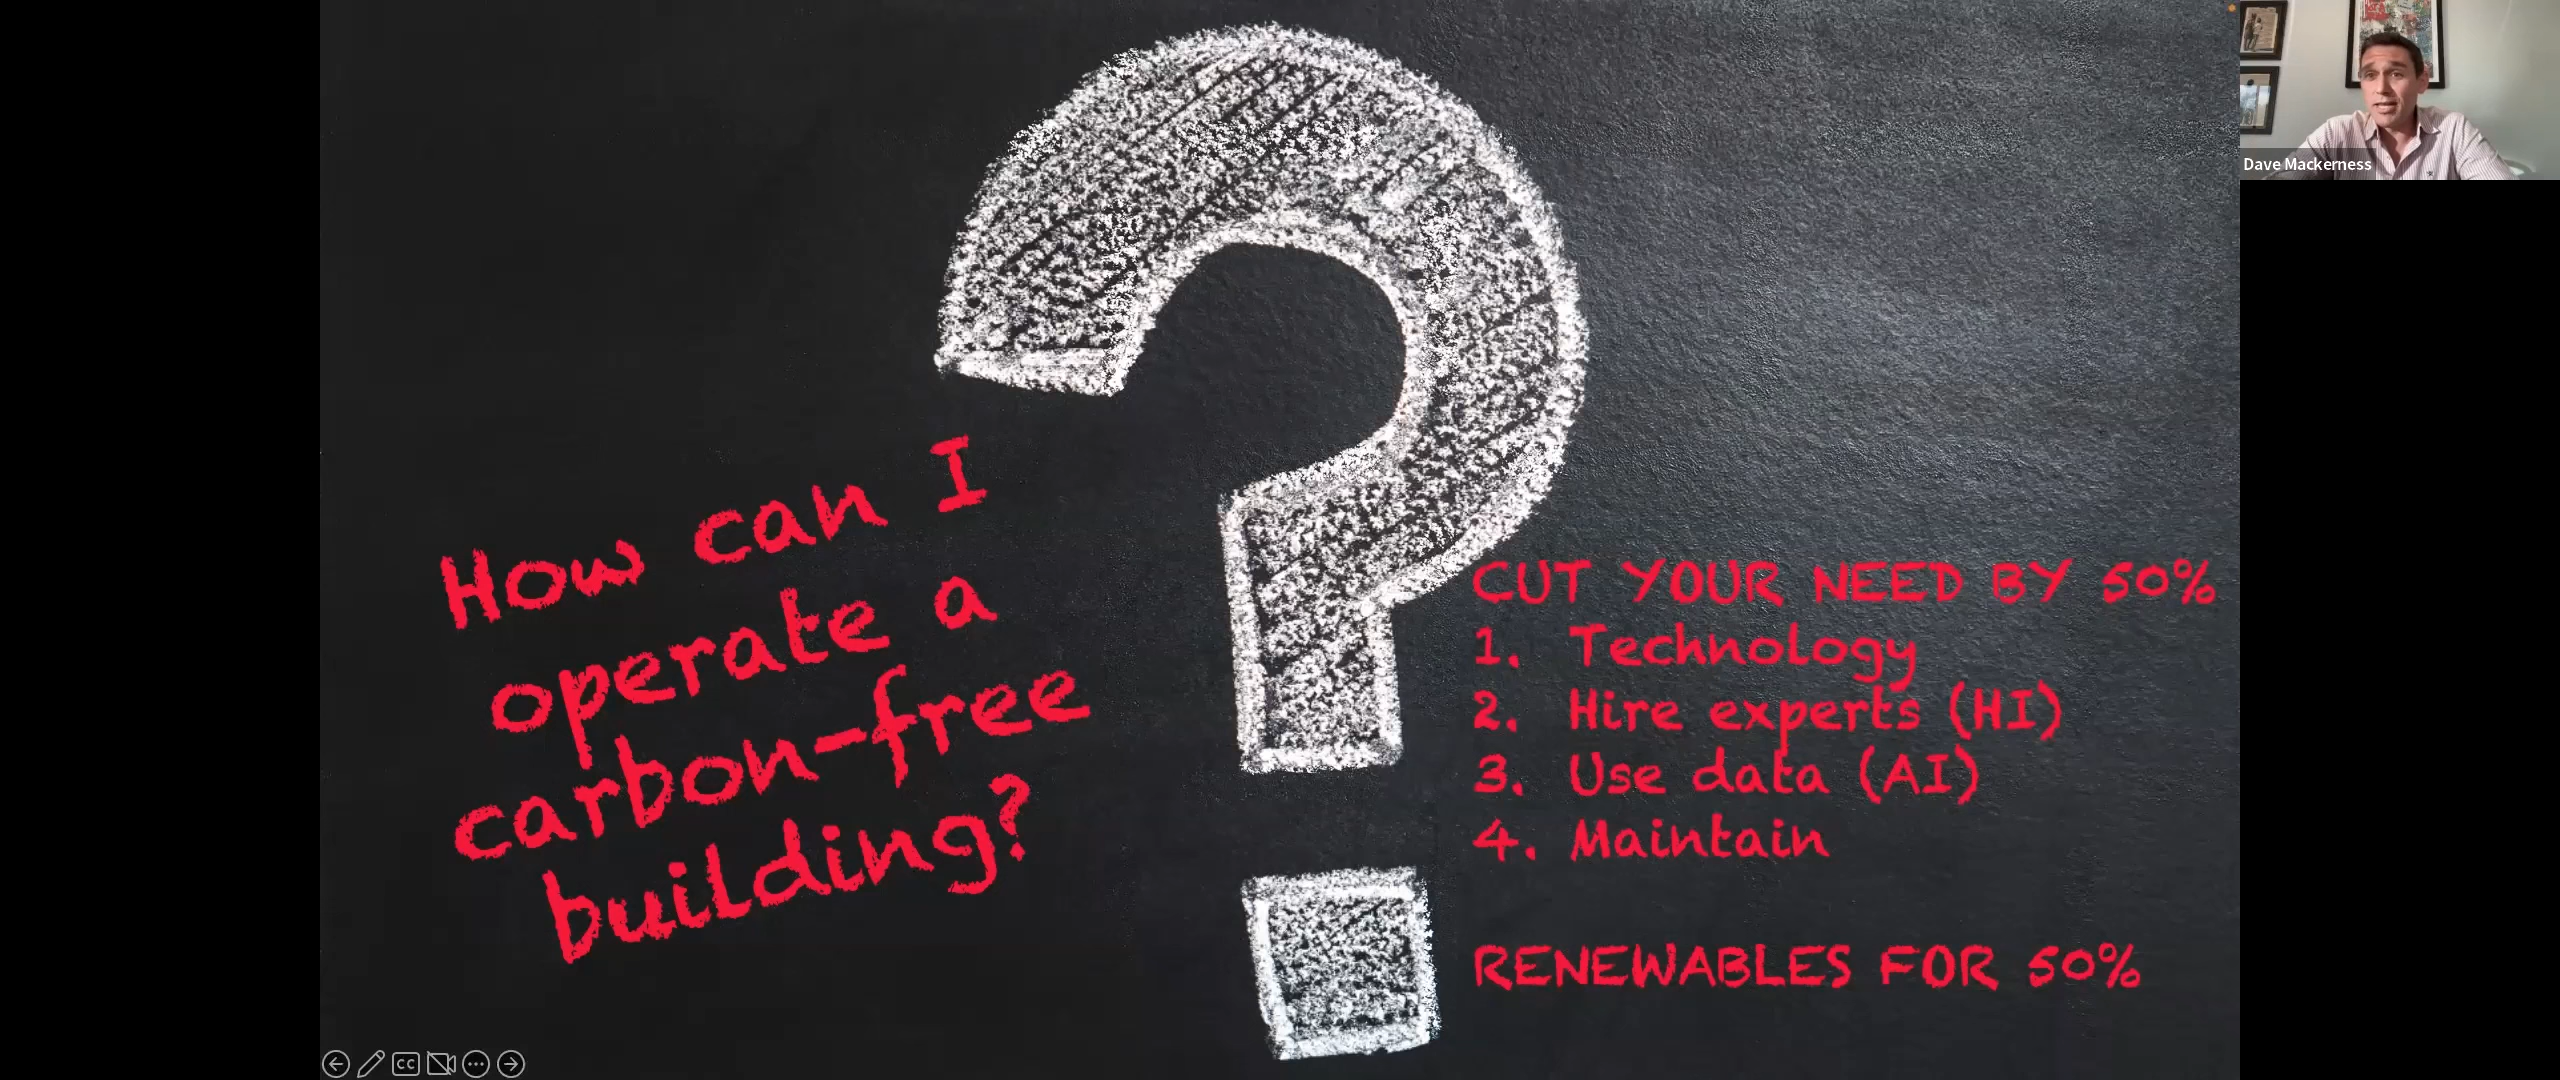 Dave Mackerness
How can I
operate a
carbon-free
building?
CUT YOUR NEED BY 50%
1. Technology
2. Hire experts (HI)
3. Use data (AI)
4. Maintain
RENEWABLES FOR 50%
CC